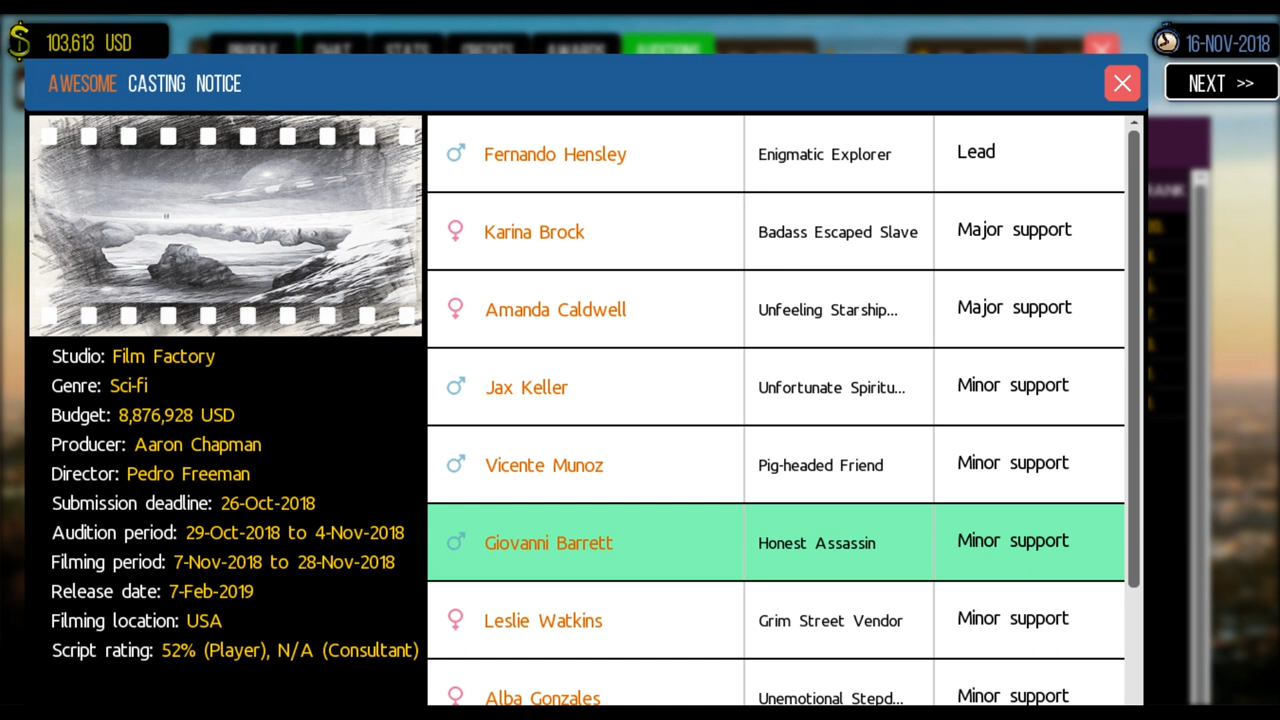 103,613 USD
16-NOV-2018
AWESOME CASTING NOTICE
NEXT >>
Studio: Film Factory
Genre: Sci-fi
Budget: 8,876,928 USD
Producer: Aaron Chapman
Director: Pedro Freeman
Submission deadline: 26-Oct-2018
Audition period: 29-Oct-2018 to 4-Nov-2018
Filming period: 7-Nov-2018 to 28-Nov-2018
Release date: 7-Feb-2019
Filming location: USA
Script rating: 52% (Player), N/A (Consultant)
Fernando Hensley Enigmatic Explorer Lead
Karina Brock Badass Escaped Slave Major support
Amanda Caldwell Unfeeling Starship... Major support
Jax Keller Unfortunate Spiritu... Minor support
Vicente Munoz Pig-headed Friend Minor support
Giovanni Barrett Honest Assassin Minor support
Leslie Watkins Grim Street Vendor Minor support
Alba Gonzales Unemotional Stepd... Minor support